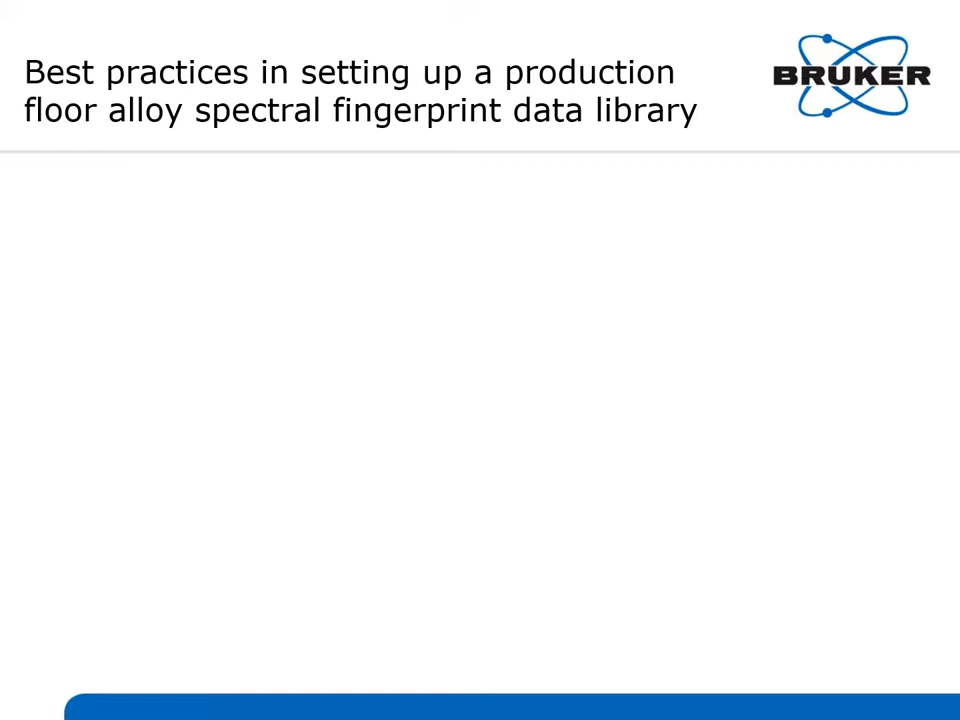 Best practices in setting up a production
floor alloy spectral fingerprint data library
BRUKER